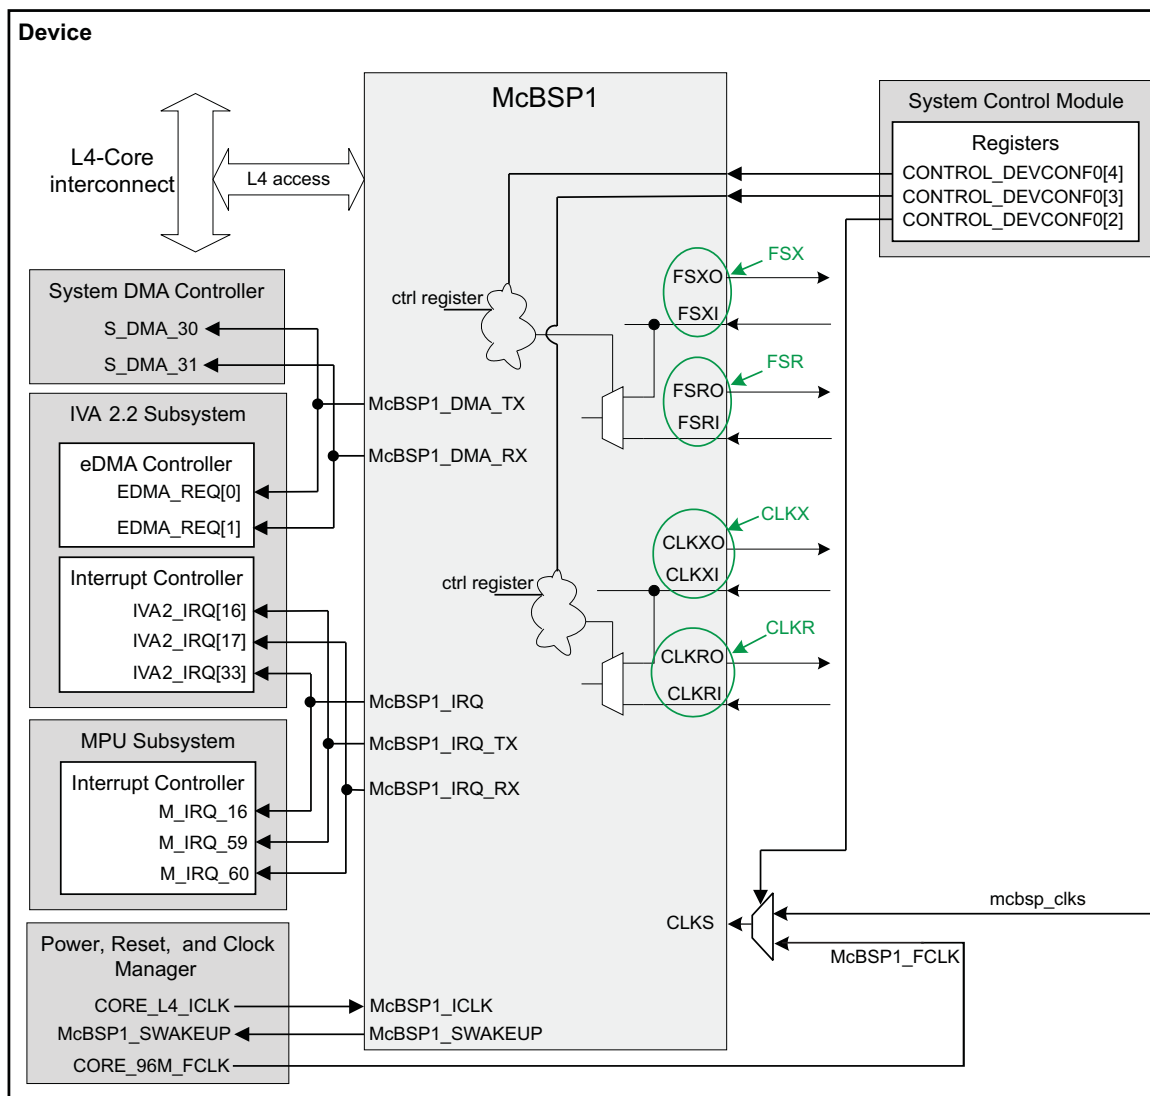 Device
McBSP1
System Control Module
Registers
CONTROL_DEVCONF0[4]
CONTROL_DEVCONF0[3]
CONTROL_DEVCONF0[2]
L4-Core
interconnect
L4 access
FSX
FSXO
FSXI
FSR
FSRO
FSRI
ctrl register
System DMA Controller
S_DMA_30
S_DMA_31
McBSP1_DMA_TX
McBSP1_DMA_RX
IVA 2.2 Subsystem
eDMA Controller
EDMA_REQ[0]
EDMA_REQ[1]
Interrupt Controller
IVA2_IRQ[16]
IVA2_IRQ[17]
IVA2_IRQ[33]
CLKX
CLKXO
CLKXI
CLKR
CLKRO
CLKRI
ctrl register
McBSP1_IRQ
McBSP1_IRQ_TX
McBSP1_IRQ_RX
MPU Subsystem
Interrupt Controller
M_IRQ_16
M_IRQ_59
M_IRQ_60
CLKS
mcbsp_clks
McBSP1_FCLK
Power, Reset, and Clock
Manager
CORE_L4_ICLK
McBSP1_SWAKEUP
CORE_96M_FCLK
McBSP1_ICLK
McBSP1_SWAKEUP